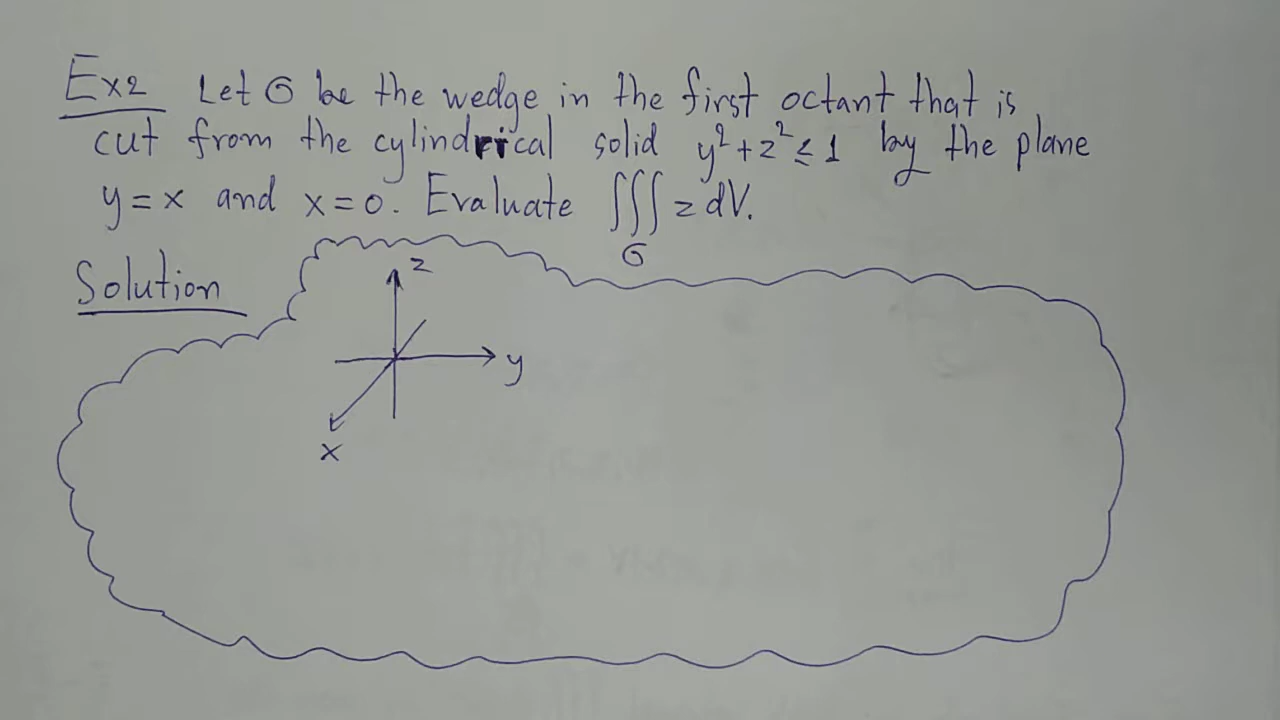 Ex2 Let G be the wedge in the first octant that is
cut from the cylindrical solid y²+z²≤1 by the plane
y=x and x=0. Evaluate ∭ z dV.
G
Solution
z
y
x